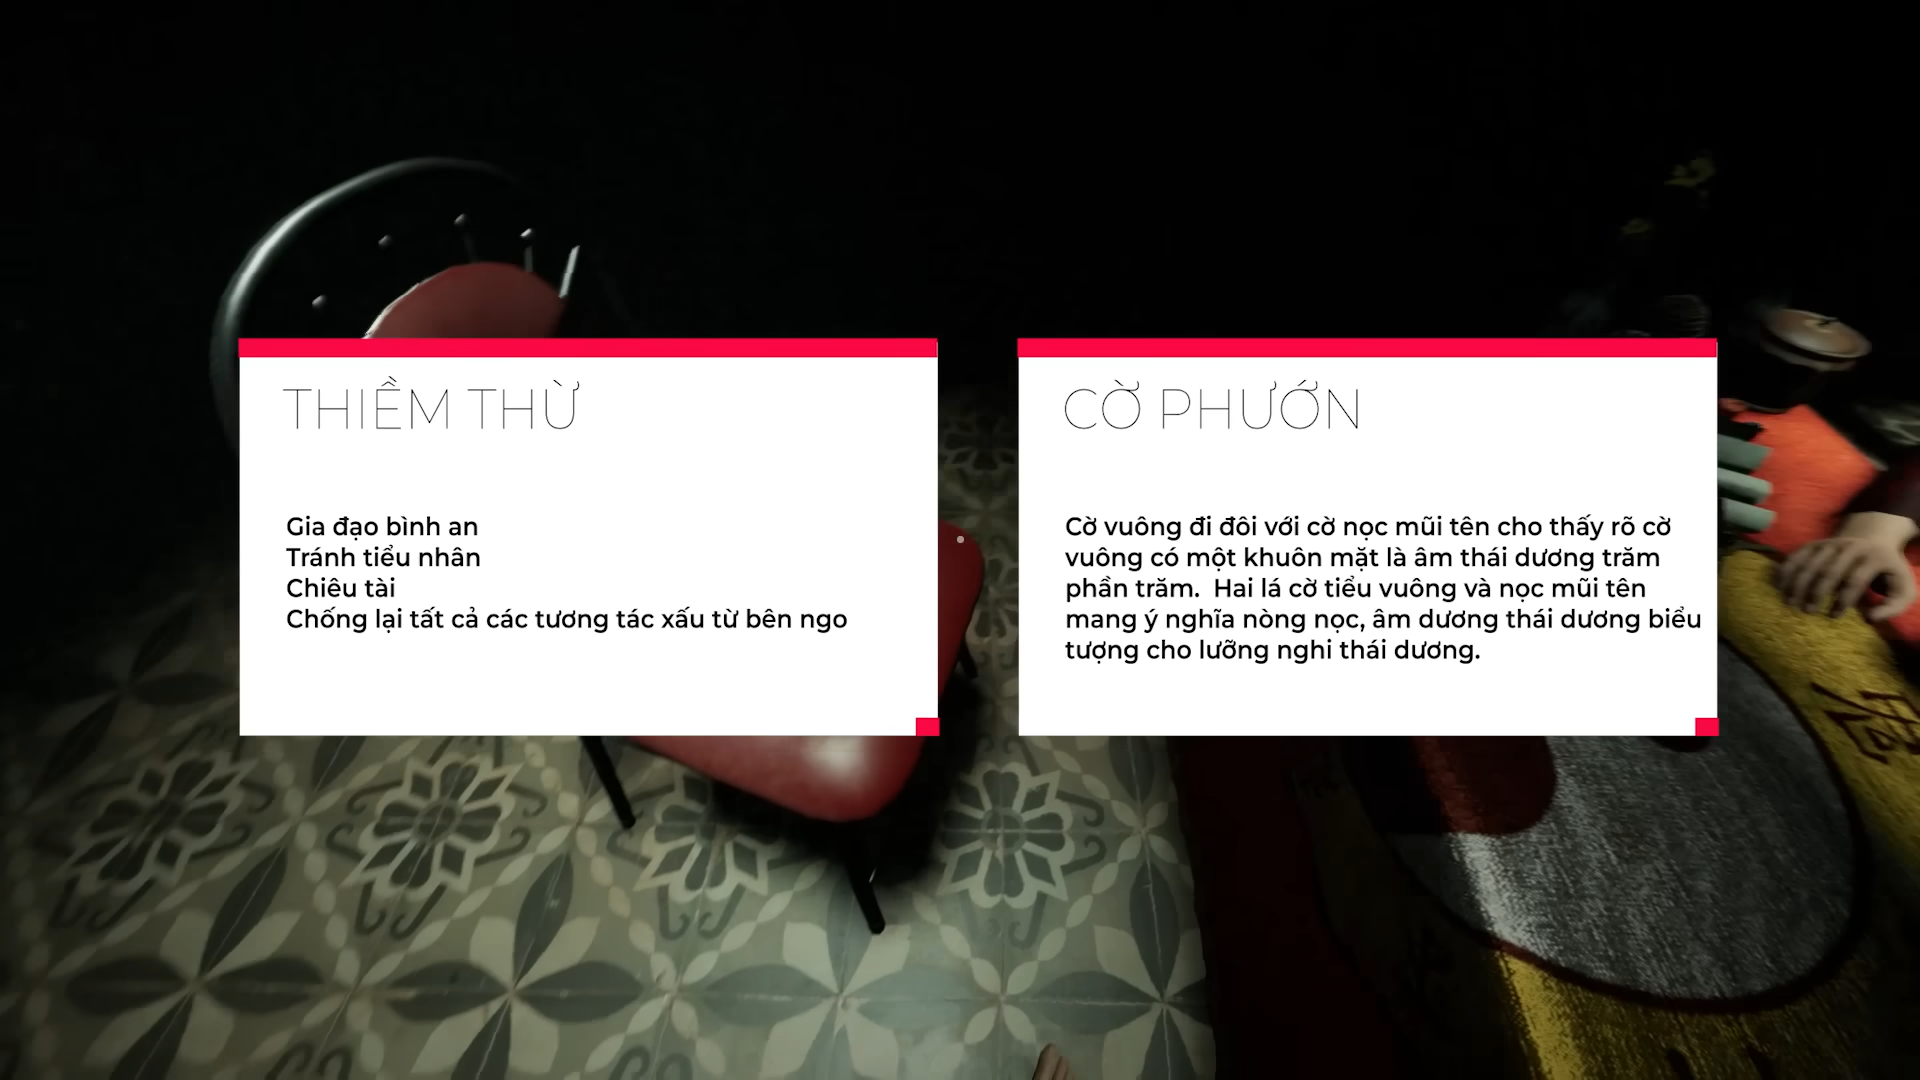 THIỀM THỪ
Gia đạo bình an
Tránh tiểu nhân
Chiêu tài
Chống lại tất cả các tương tác xấu từ bên ngo
CỜ PHƯỚN
Cờ vuông đi đôi với cờ nọc mũi tên cho thấy rõ cờ
vuông có một khuôn mặt là âm thái dương trăm
phần trăm.  Hai lá cờ tiểu vuông và nọc mũi tên
mang ý nghĩa nòng nọc, âm dương thái dương biểu
tượng cho lưỡng nghi thái dương.